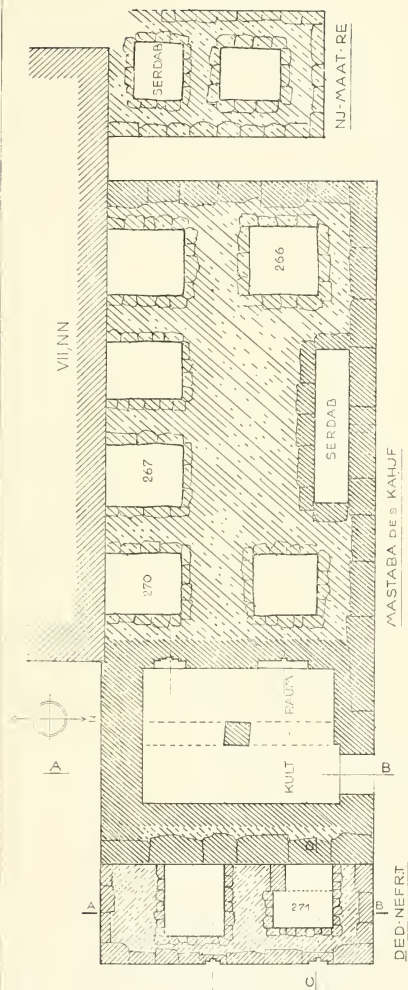 SERDAB
NJ-MAAT-RE
VII,NN
266
SERDAB
267
270
MASTABA DES KAHJF
N
A
KULT - RAUM
B
A
271
B
DED-NEFRT
C